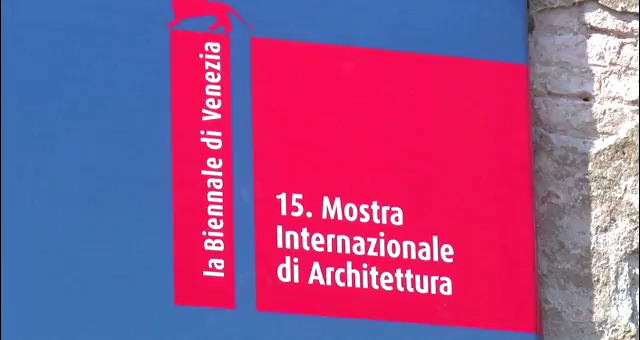 la Biennale di Venezia
15. Mostra
Internazionale
di Architettura